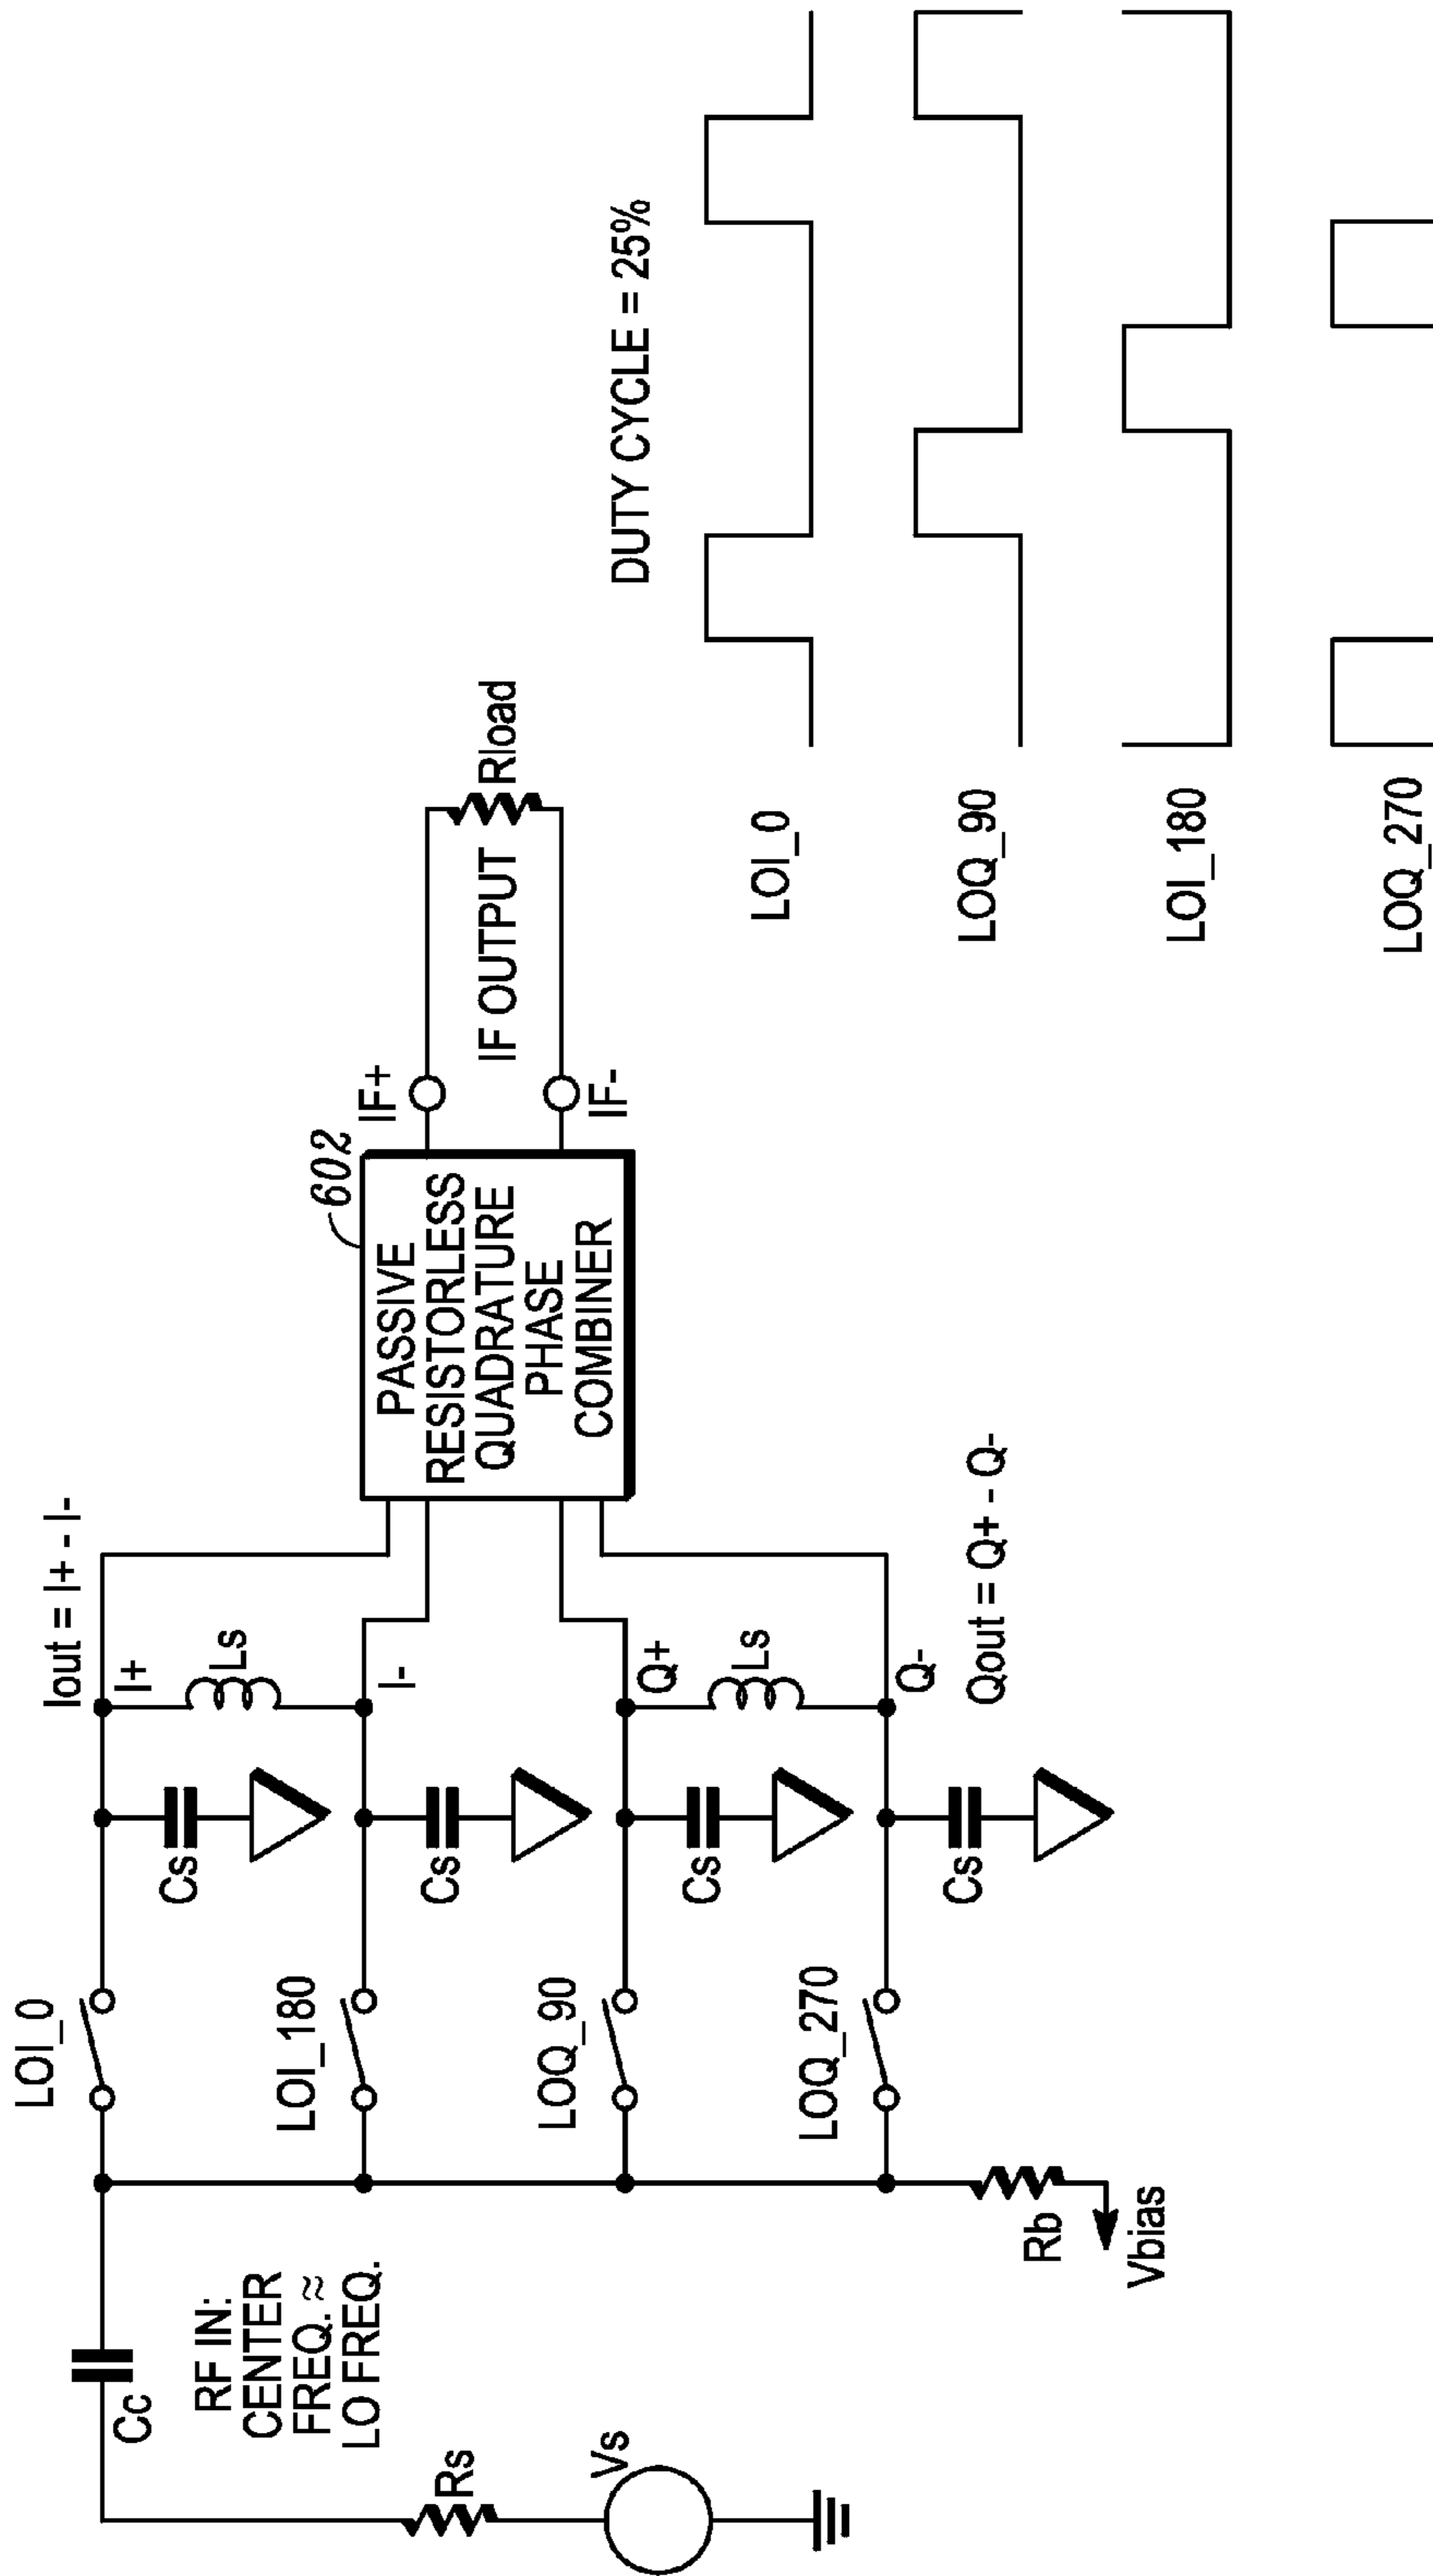 Vs
Rs
Cc
RF IN:
CENTER
FREQ. ≈
LO FREQ.
Rb
Vbias
LOI_0
LOI_180
LOQ_90
LOQ_270
Cs
Cs
Cs
Cs
Iout = I+ - I-
I+
Ls
I-
Q+
Ls
Q-
Qout = Q+ - Q-
602
PASSIVE
RESISTORLESS
QUADRATURE
PHASE
COMBINER
IF+
IF OUTPUT
IF-
Rload
DUTY CYCLE = 25%
LOI_0
LOQ_90
LOI_180
LOQ_270